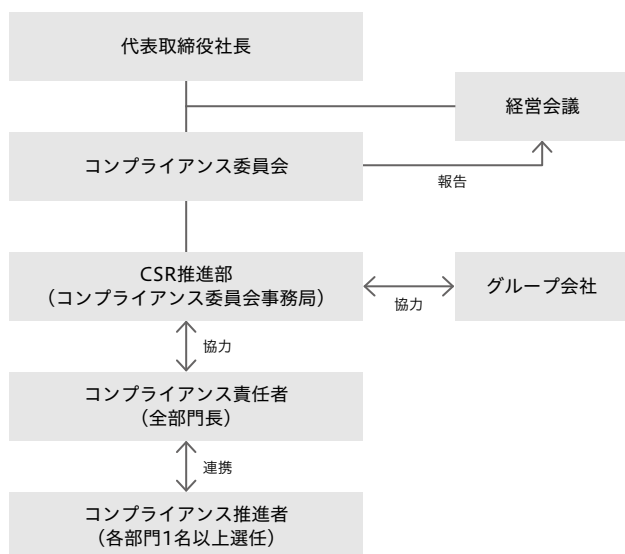 代表取締役社長
経営会議
コンプライアンス委員会
報告
CSR推進部
（コンプライアンス委員会事務局）
協力
グループ会社
協力
コンプライアンス責任者
（全部門長）
連携
コンプライアンス推進者
（各部門1名以上選任）